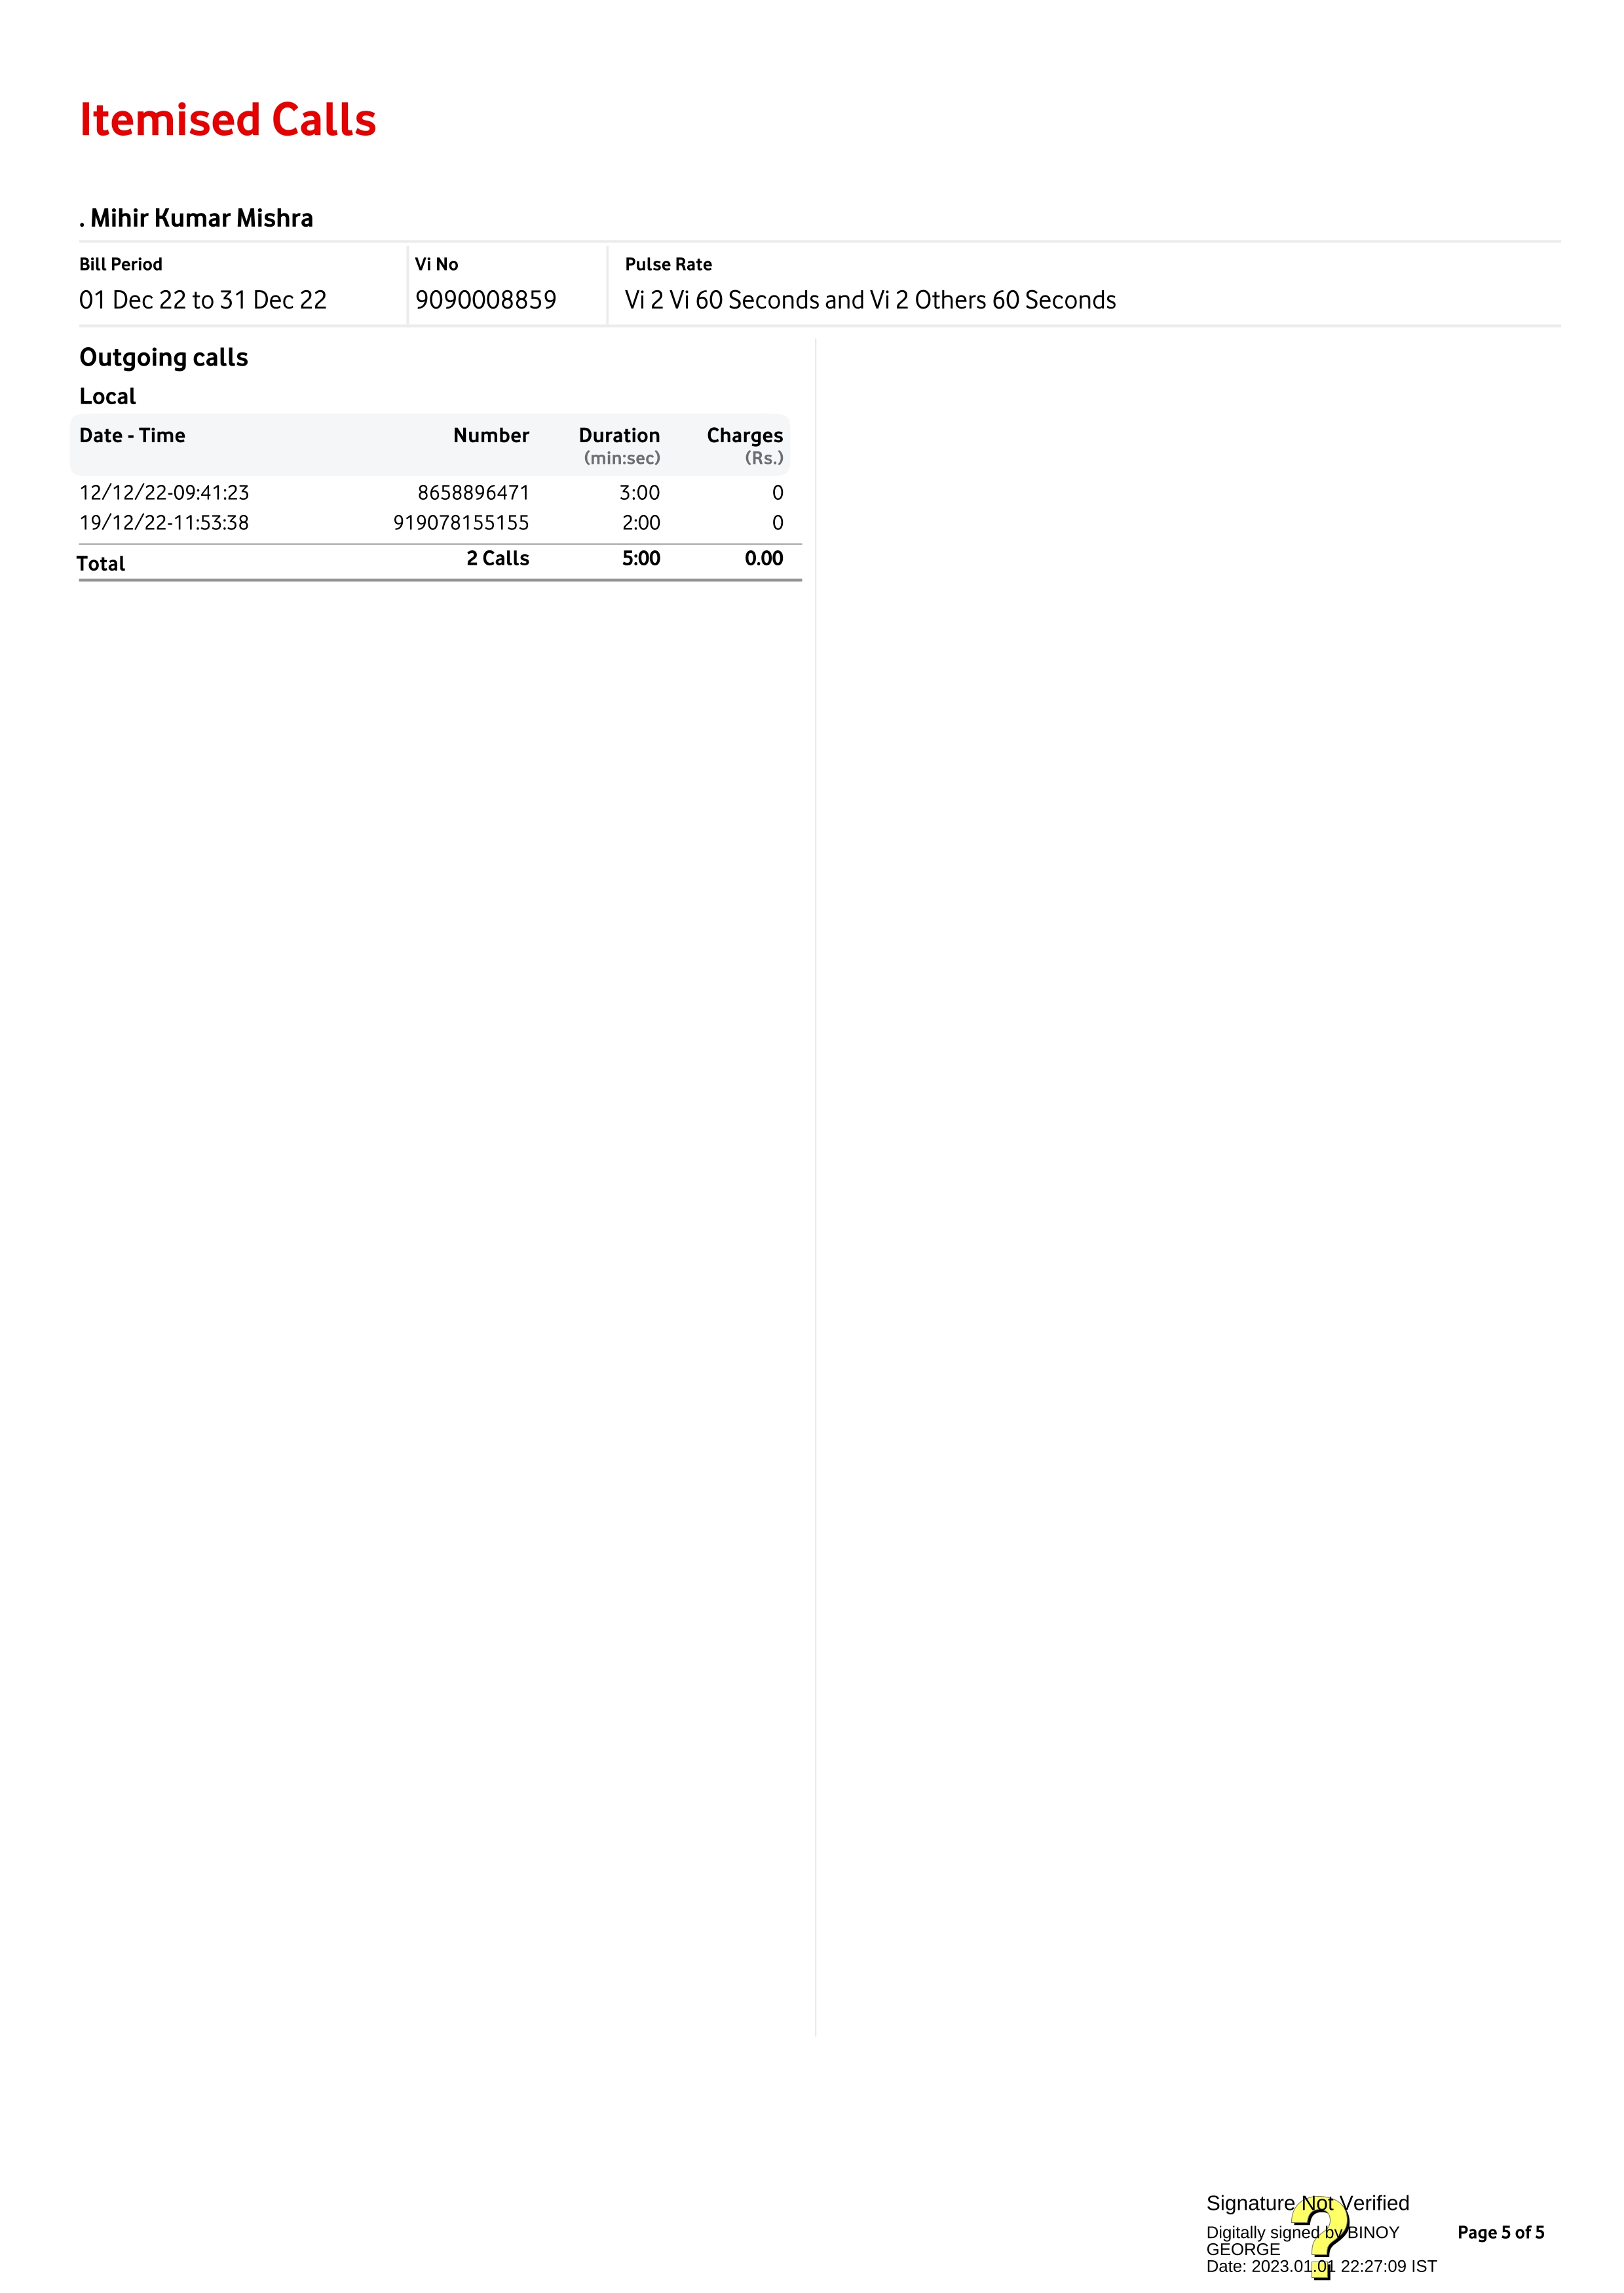 Itemised Calls
. Mihir Kumar Mishra
Bill Period Vi No Pulse Rate
01 Dec 22 to 31 Dec 22 9090008859 Vi 2 Vi 60 Seconds and Vi 2 Others 60 Seconds
Outgoing calls
Local
Date - Time Number Duration Charges
(min:sec) (Rs.)
12/12/22-09:41:23 8658896471 3:00 0
19/12/22-11:53:38 919078155155 2:00 0
Total 2 Calls 5:00 0.00
Signature Not Verified
Digitally signed by BINOY
GEORGE
Date: 2023.01.01 22:27:09 IST
Page 5 of 5